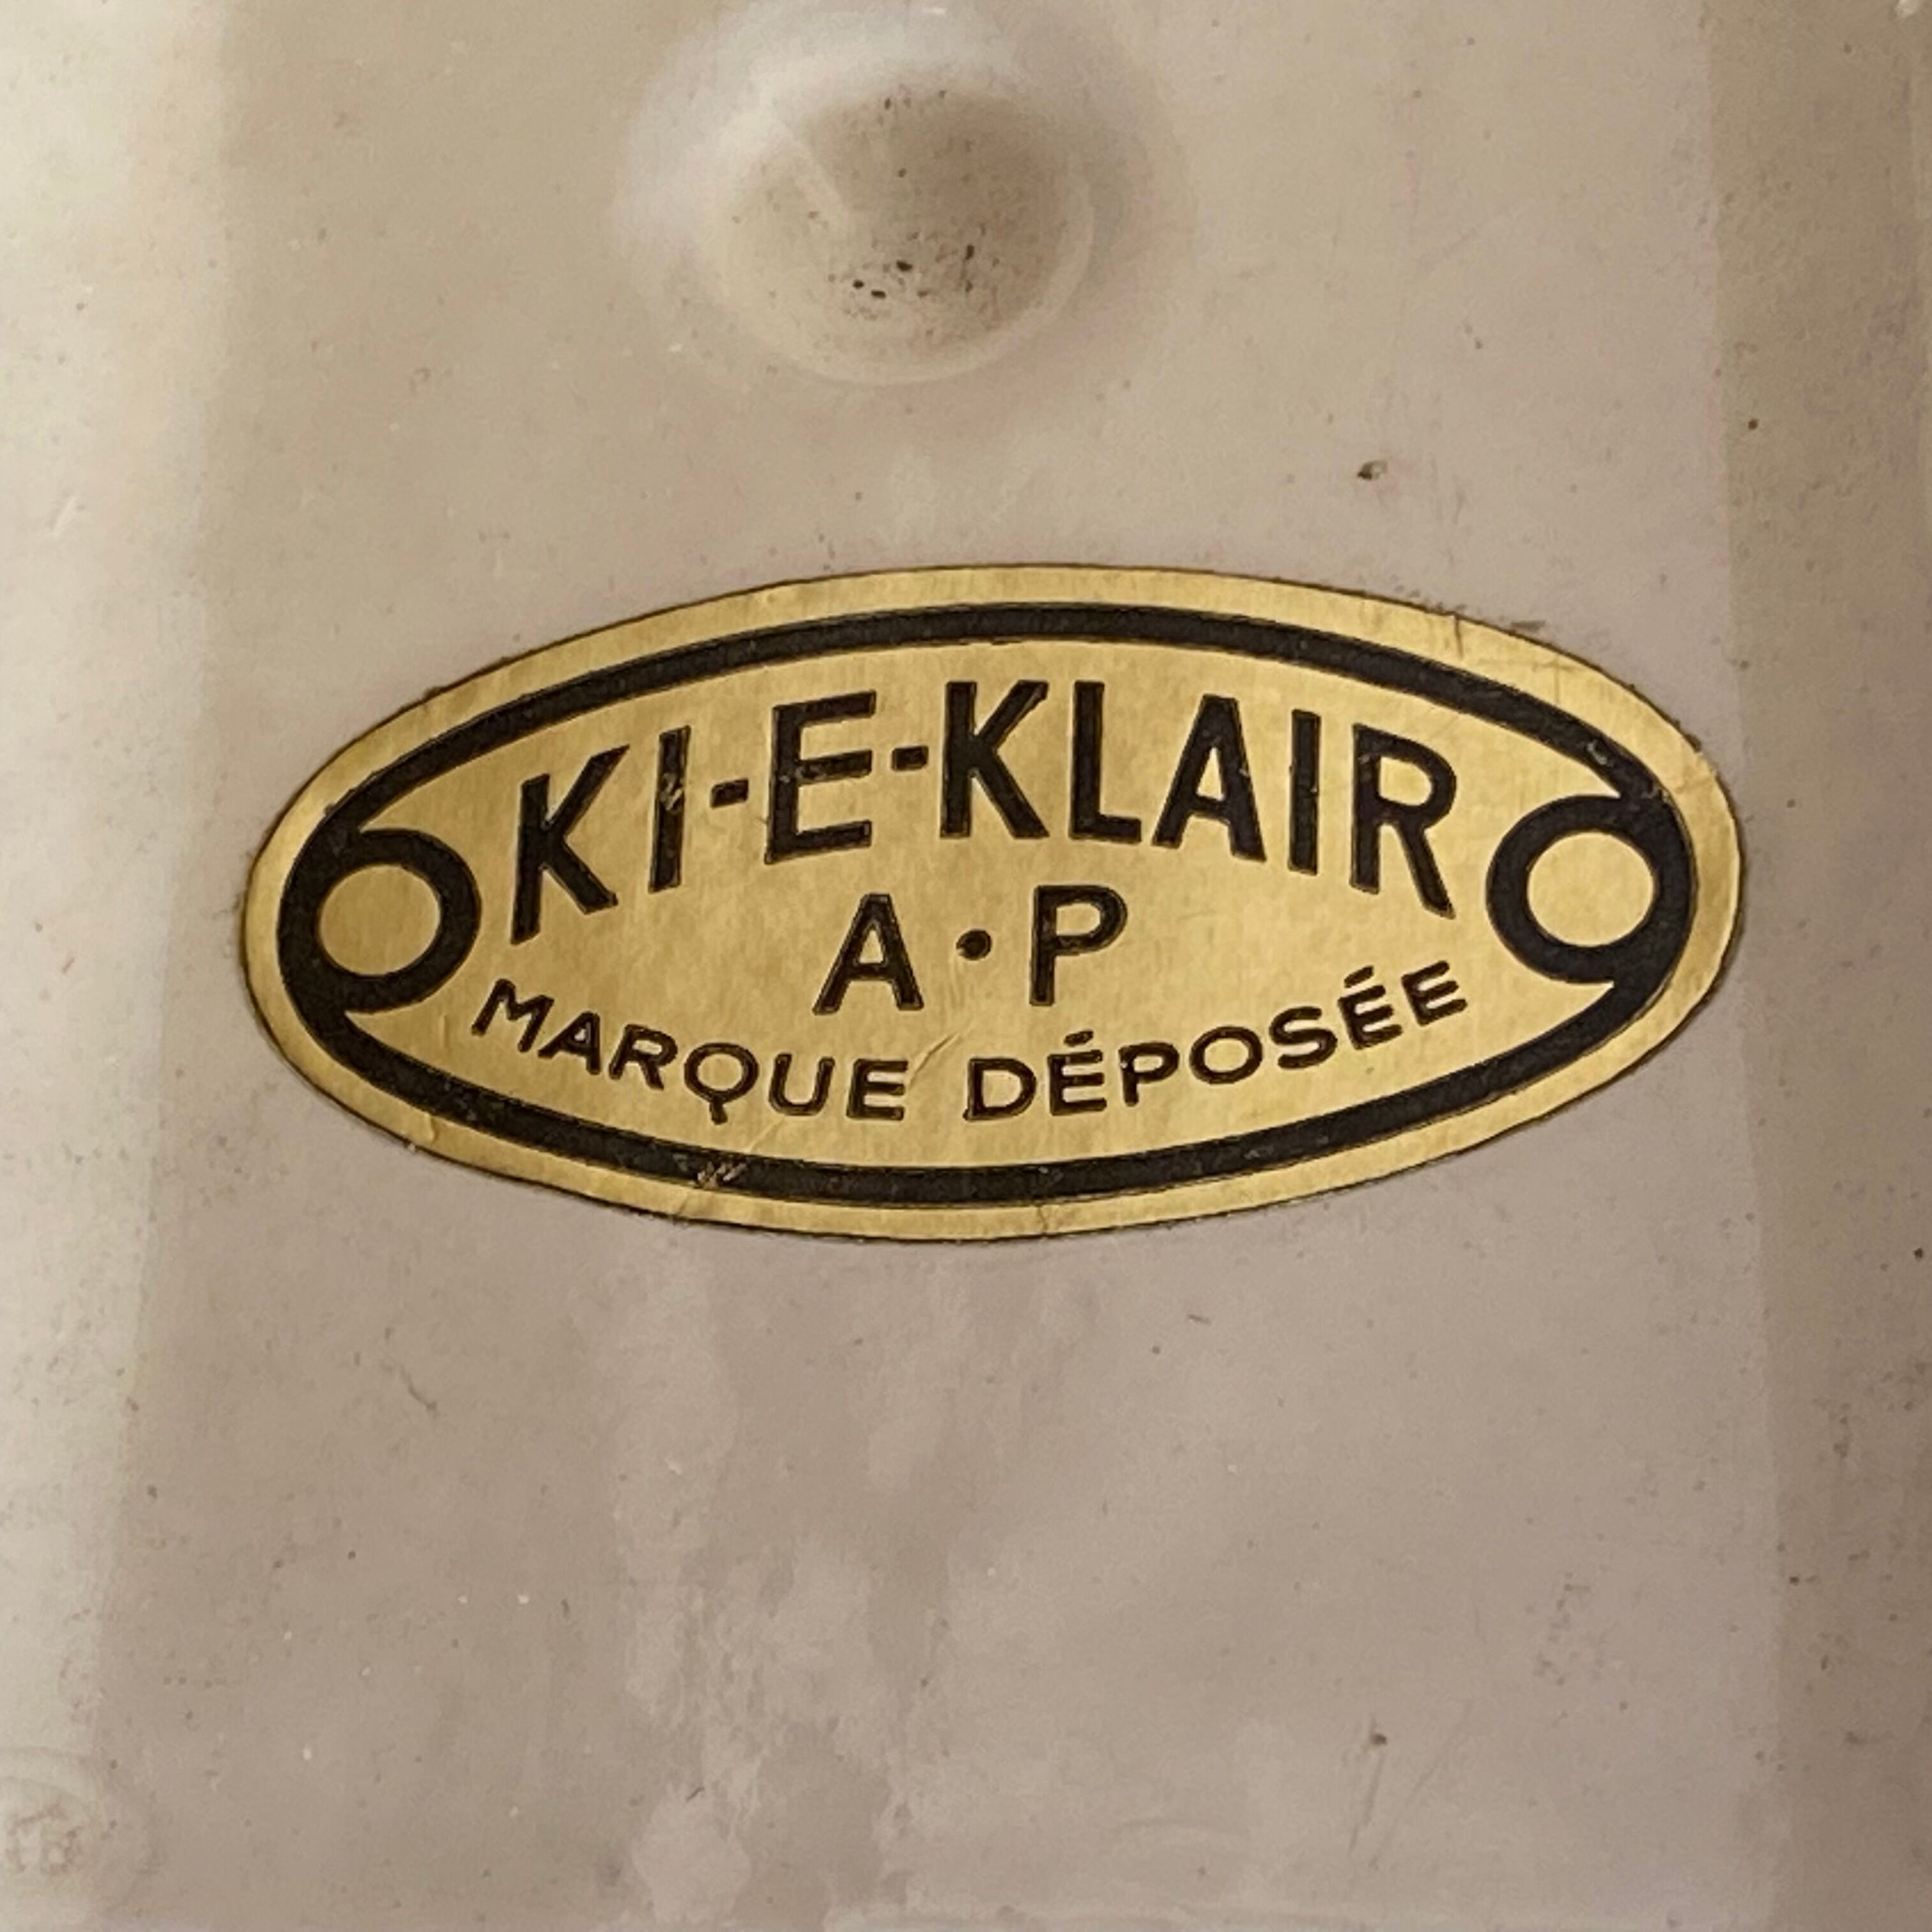 KI-E-KLAIR
A·P
MARQUE DÉPOSÉE